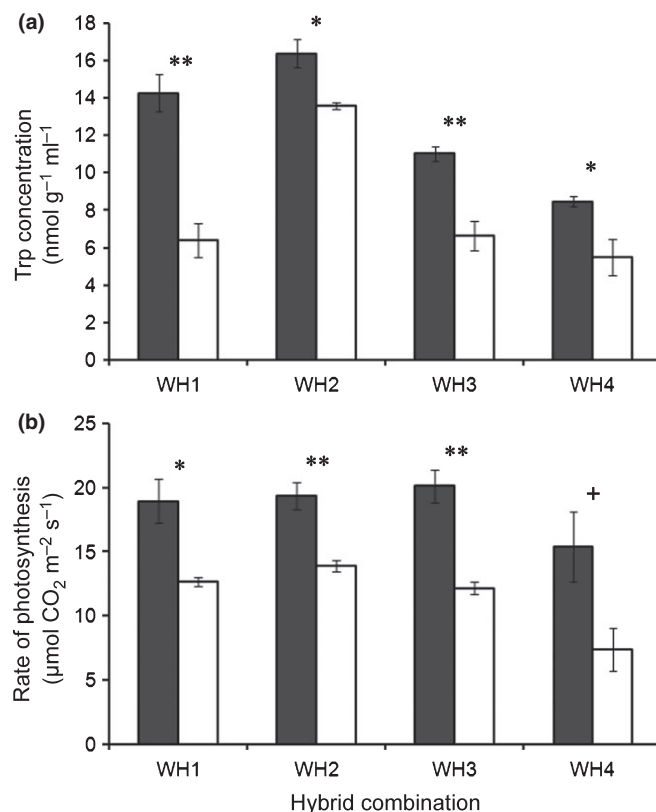 (a)
Trp concentration
(nmol g⁻¹ ml⁻¹)
18
16
14
12
10
8
6
4
2
0
**
*
**
*
WH1 WH2 WH3 WH4
(b)
Rate of photosynthesis
(μmol CO₂ m⁻² s⁻¹)
25
20
15
10
5
0
*
**
**
+
WH1 WH2 WH3 WH4
Hybrid combination